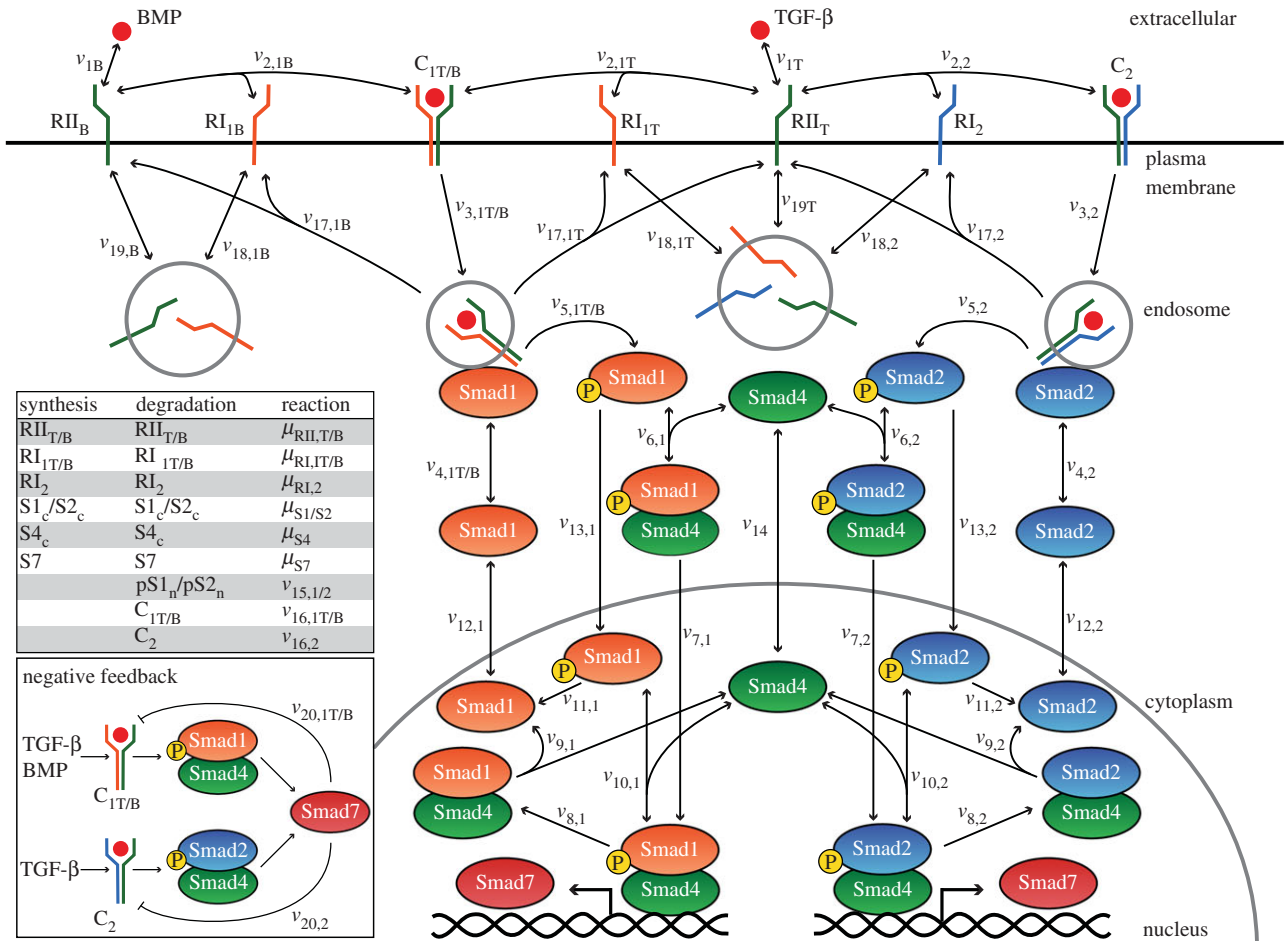 BMP
TGF-β
extracellular
v1B
v2,1B
C1T/B
v2,1T
v1T
v2,2
C2
RIIB
RI1B
RI1T
RIIT
RI2
plasma
membrane
v19,B
v18,1B
v17,1B
v3,1T/B
v17,1T
v18,1T
v19T
v18,2
v17,2
v3,2
endosome
v5,1T/B
v5,2
Smad1
P Smad1
Smad4
P Smad2
Smad2
v6,1
v6,2
v4,1T/B
P Smad1
Smad4
P Smad2
Smad4
v4,2
Smad1
v13,1
v14
v13,2
Smad2
v12,1
v7,1
v7,2
v12,2
P Smad1
P Smad2
Smad4
Smad1
v11,1
v11,2
Smad2
cytoplasm
v9,1
v9,2
Smad1
Smad4
v10,1
v10,2
Smad2
Smad4
v8,1
v8,2
P Smad1
Smad4
P Smad2
Smad4
Smad7
Smad7
nucleus
synthesis degradation reaction
RIIT/B RIIT/B μRII,T/B
RI1T/B RI 1T/B μRI,IT/B
RI2 RI2 μRI,2
S1c/S2c S1c/S2c μS1/S2
S4c S4c μS4
S7 S7 μS7
pS1n/pS2n v15,1/2
C1T/B v16,1T/B
C2 v16,2
negative feedback
v20,1T/B
TGF-β
BMP
C1T/B
P Smad1
Smad4
Smad7
TGF-β
C2
P Smad2
Smad4
v20,2